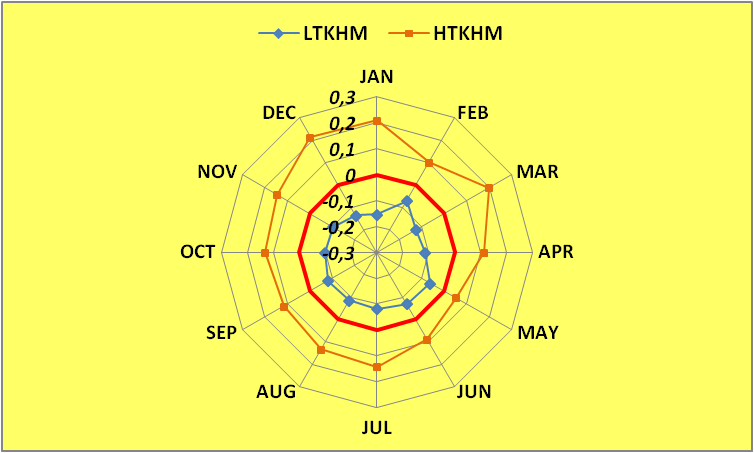 LTKHM HTKHM
JAN
0,3
DEC FEB
0,2
0,1
NOV MAR
0
-0,1
-0,2
OCT -0,3 APR
SEP MAY
AUG JUN
JUL